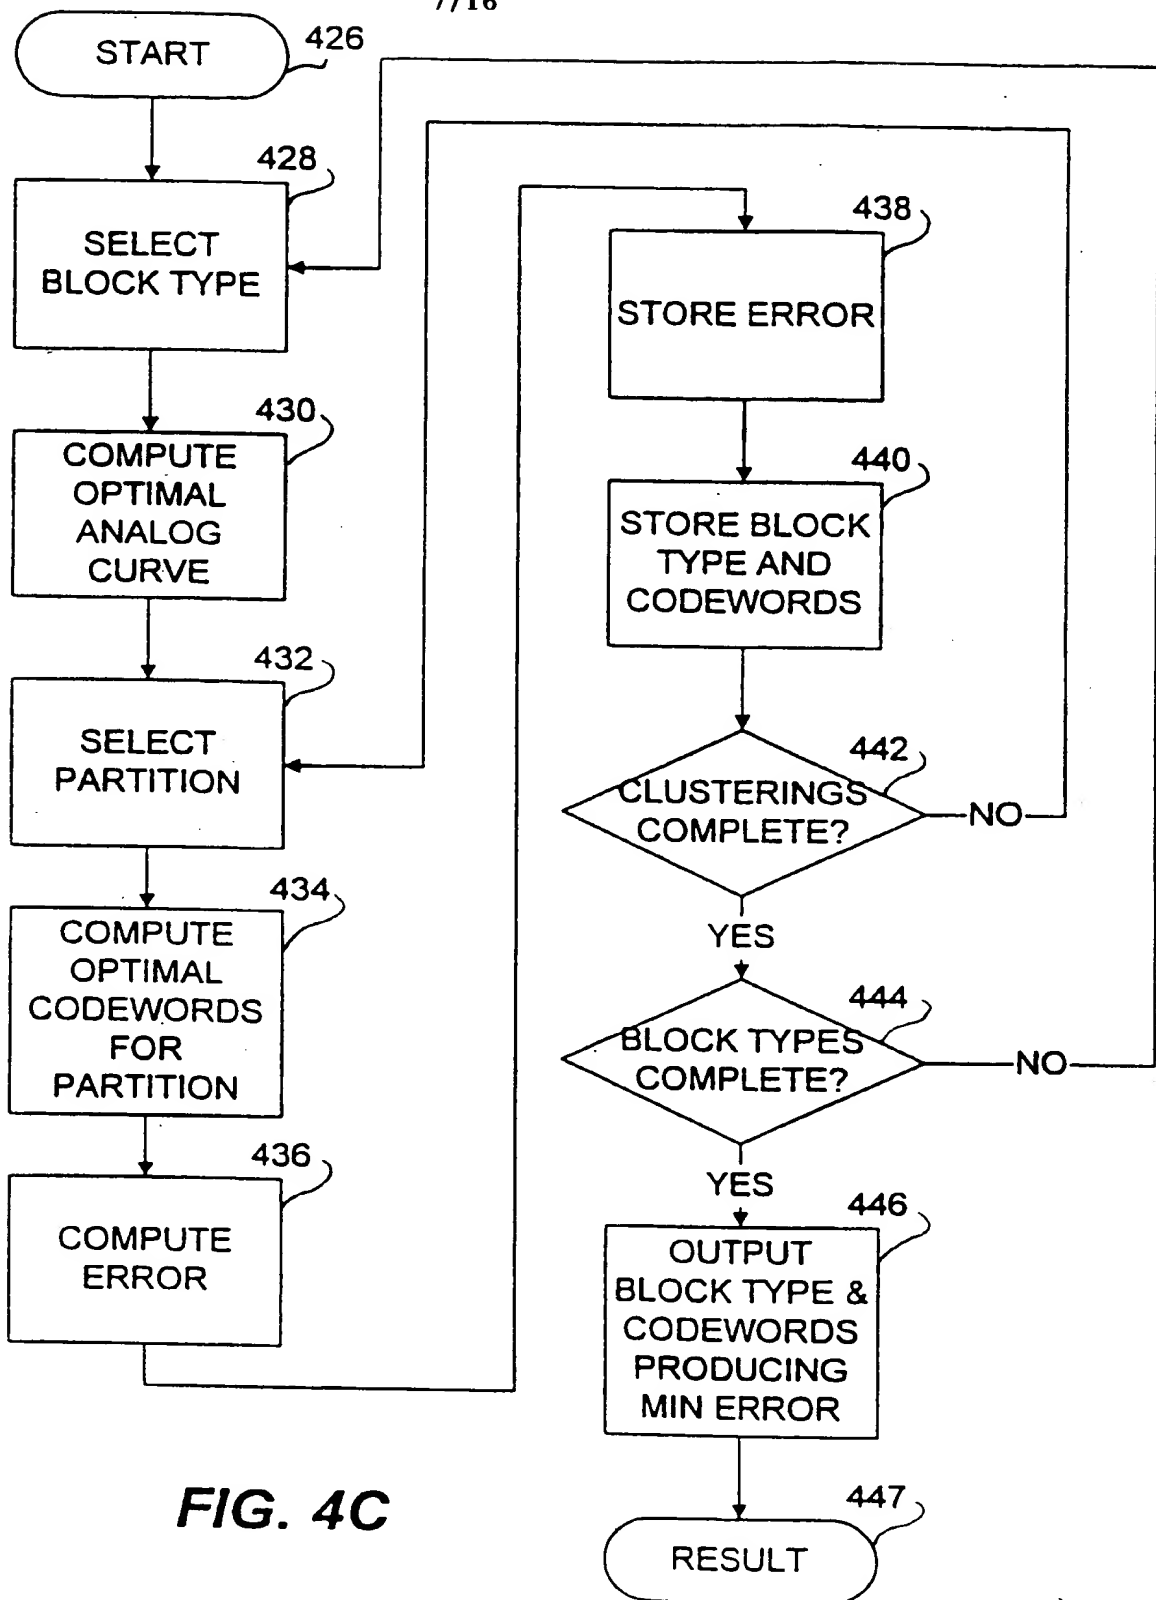 7/16
START
426
428
SELECT
BLOCK TYPE
430
COMPUTE
OPTIMAL
ANALOG
CURVE
432
SELECT
PARTITION
434
COMPUTE
OPTIMAL
CODEWORDS
FOR
PARTITION
436
COMPUTE
ERROR
438
STORE ERROR
440
STORE BLOCK
TYPE AND
CODEWORDS
442
CLUSTERINGS
COMPLETE?
NO
YES
444
BLOCK TYPES
COMPLETE?
NO
YES
446
OUTPUT
BLOCK TYPE &
CODEWORDS
PRODUCING
MIN ERROR
447
RESULT
FIG. 4C